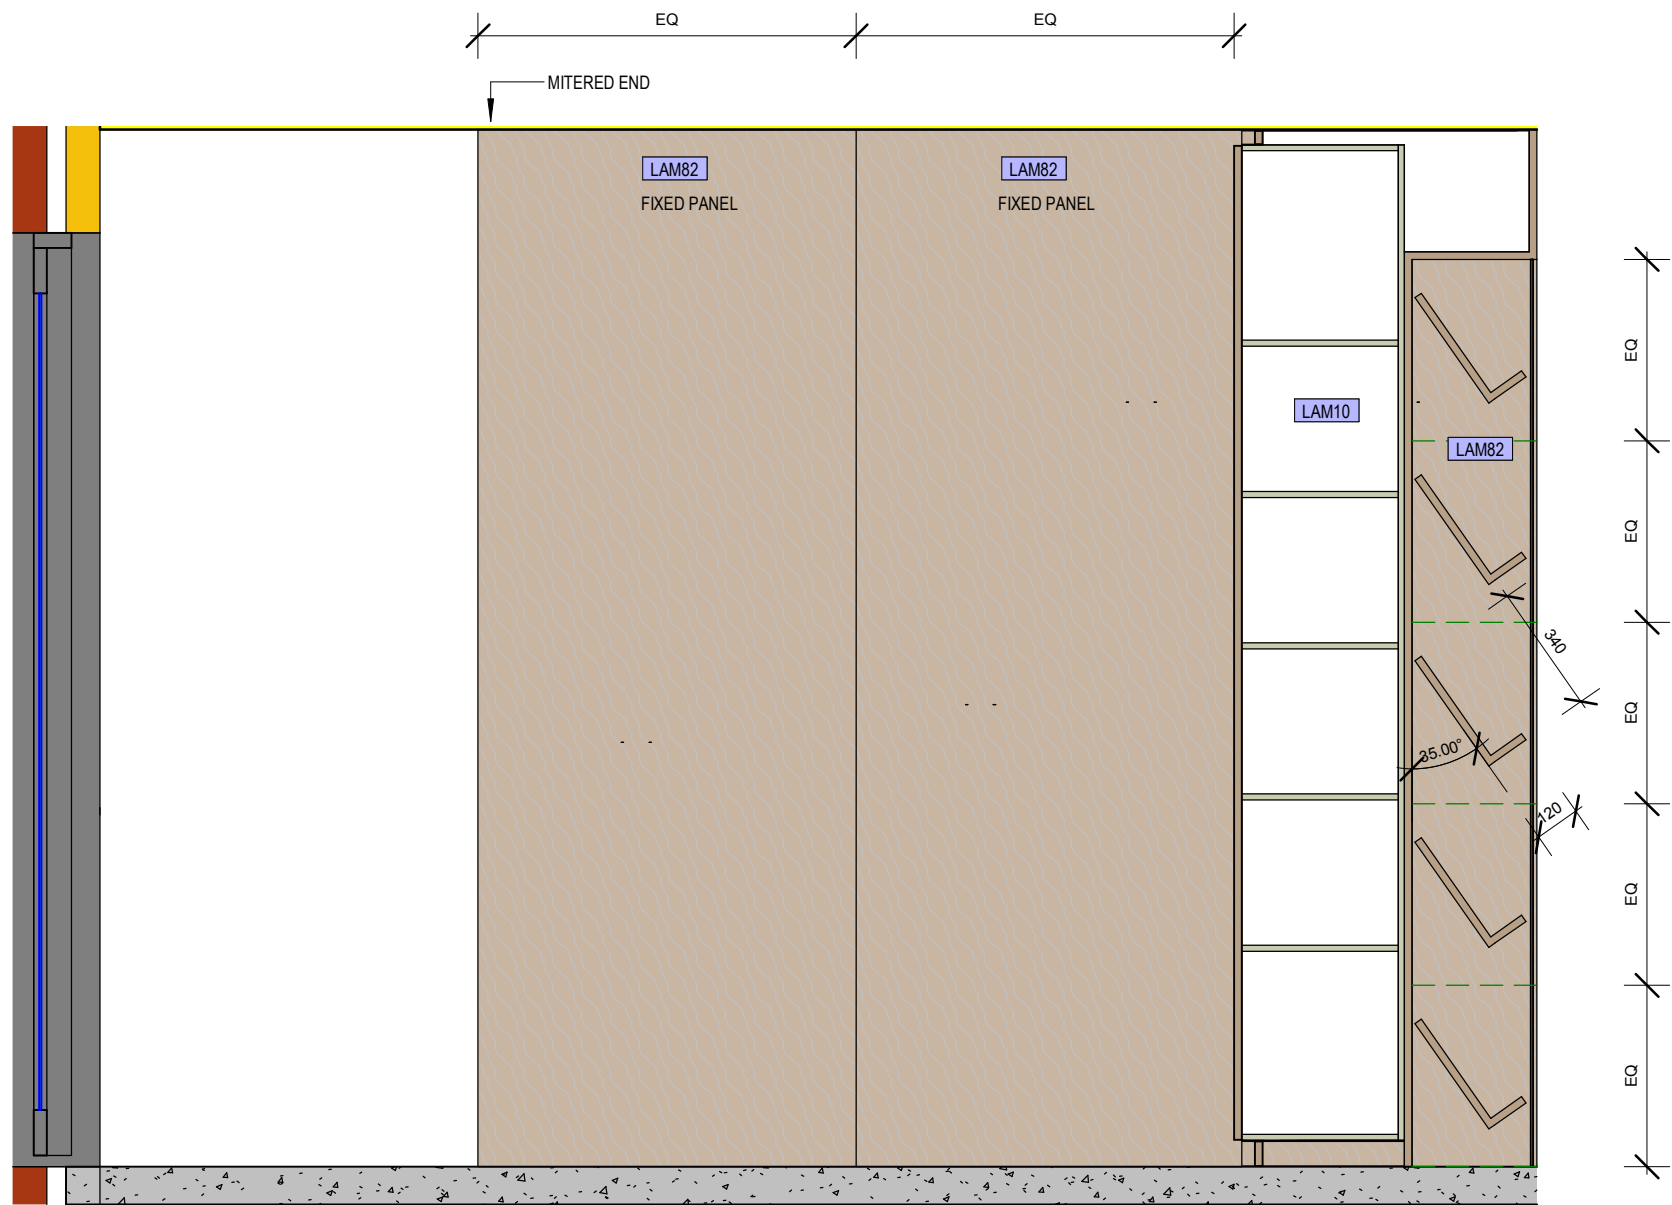 EQ
EQ
MITERED END
LAM82
FIXED PANEL
LAM82
FIXED PANEL
LAM10
LAM82
EQ
EQ
340
EQ
35.00°
120
EQ
EQ